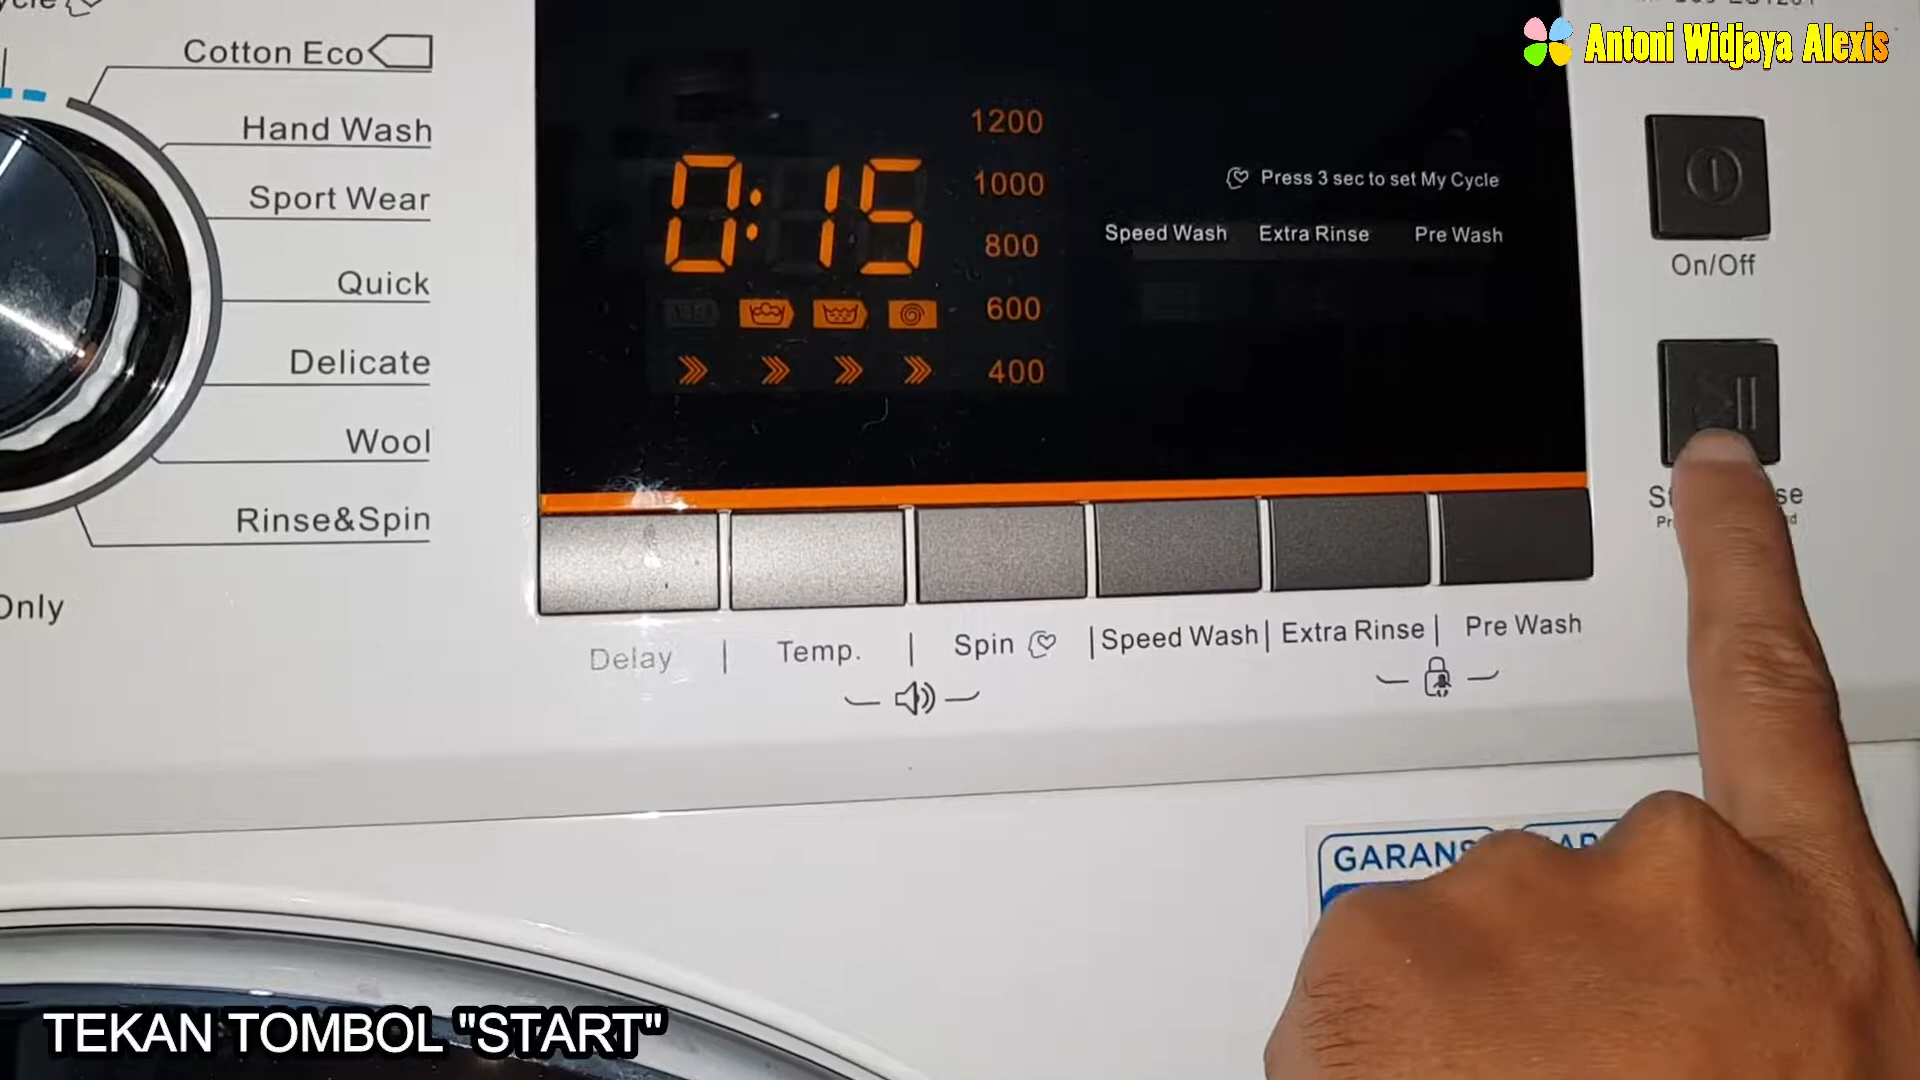 Antoni Widjaya Alexis
Cotton Eco
Hand Wash
Sport Wear
Quick
Delicate
Wool
Rinse&Spin
Only
0:15
1200
1000
800
600
400
Press 3 sec to set My Cycle
Speed Wash Extra Rinse Pre Wash
On/Off
Delay | Temp. | Spin | Speed Wash | Extra Rinse | Pre Wash
TEKAN TOMBOL "START"